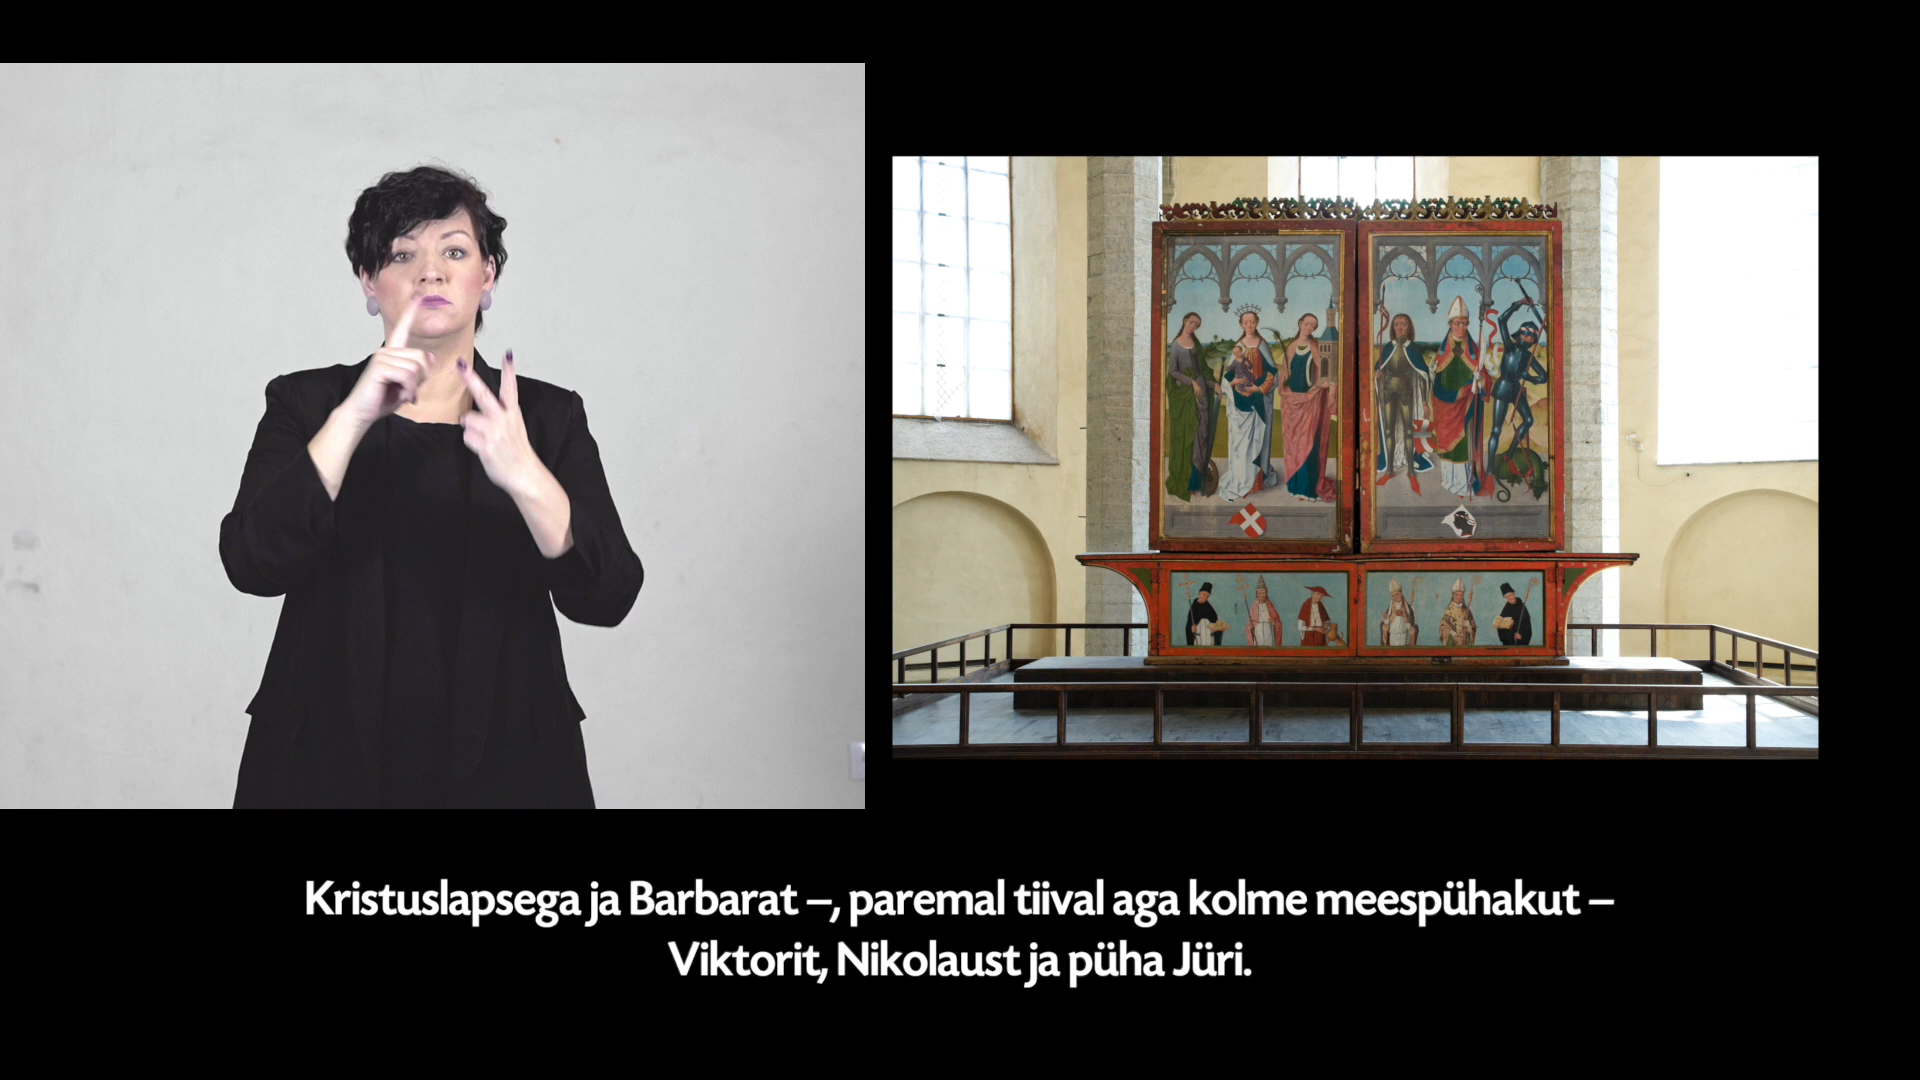 Kristuslapsega ja Barbarat –, paremal tiival aga kolme meespühakut –
Viktorit, Nikolaust ja püha Jüri.